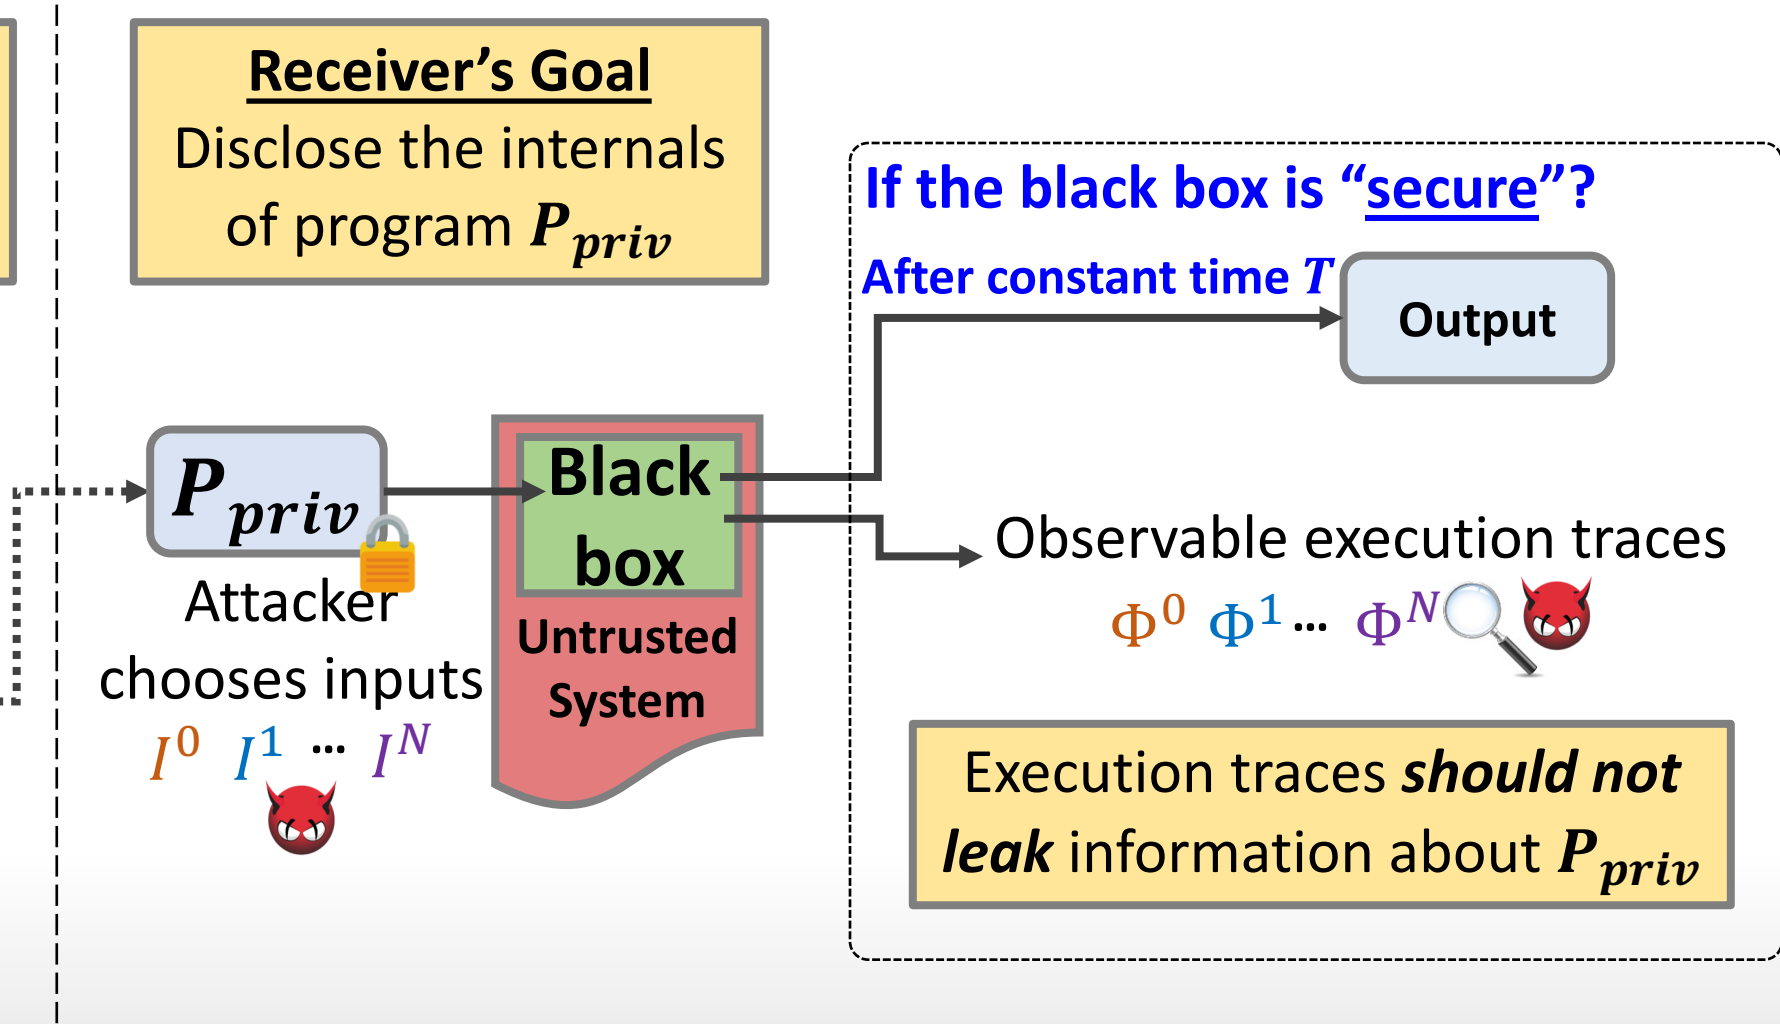 Receiver’s Goal
Disclose the internals
of program P_priv
If the black box is “secure”?
After constant time T
Output
P_priv
Black
box
Untrusted
System
Attacker
chooses inputs
I^0 I^1 ... I^N
Observable execution traces
Φ^0 Φ^1 ... Φ^N
Execution traces should not
leak information about P_priv